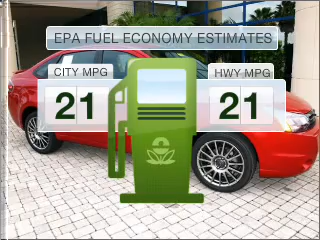 EPA FUEL ECONOMY ESTIMATES
CITY MPG
HWY MPG
21
21